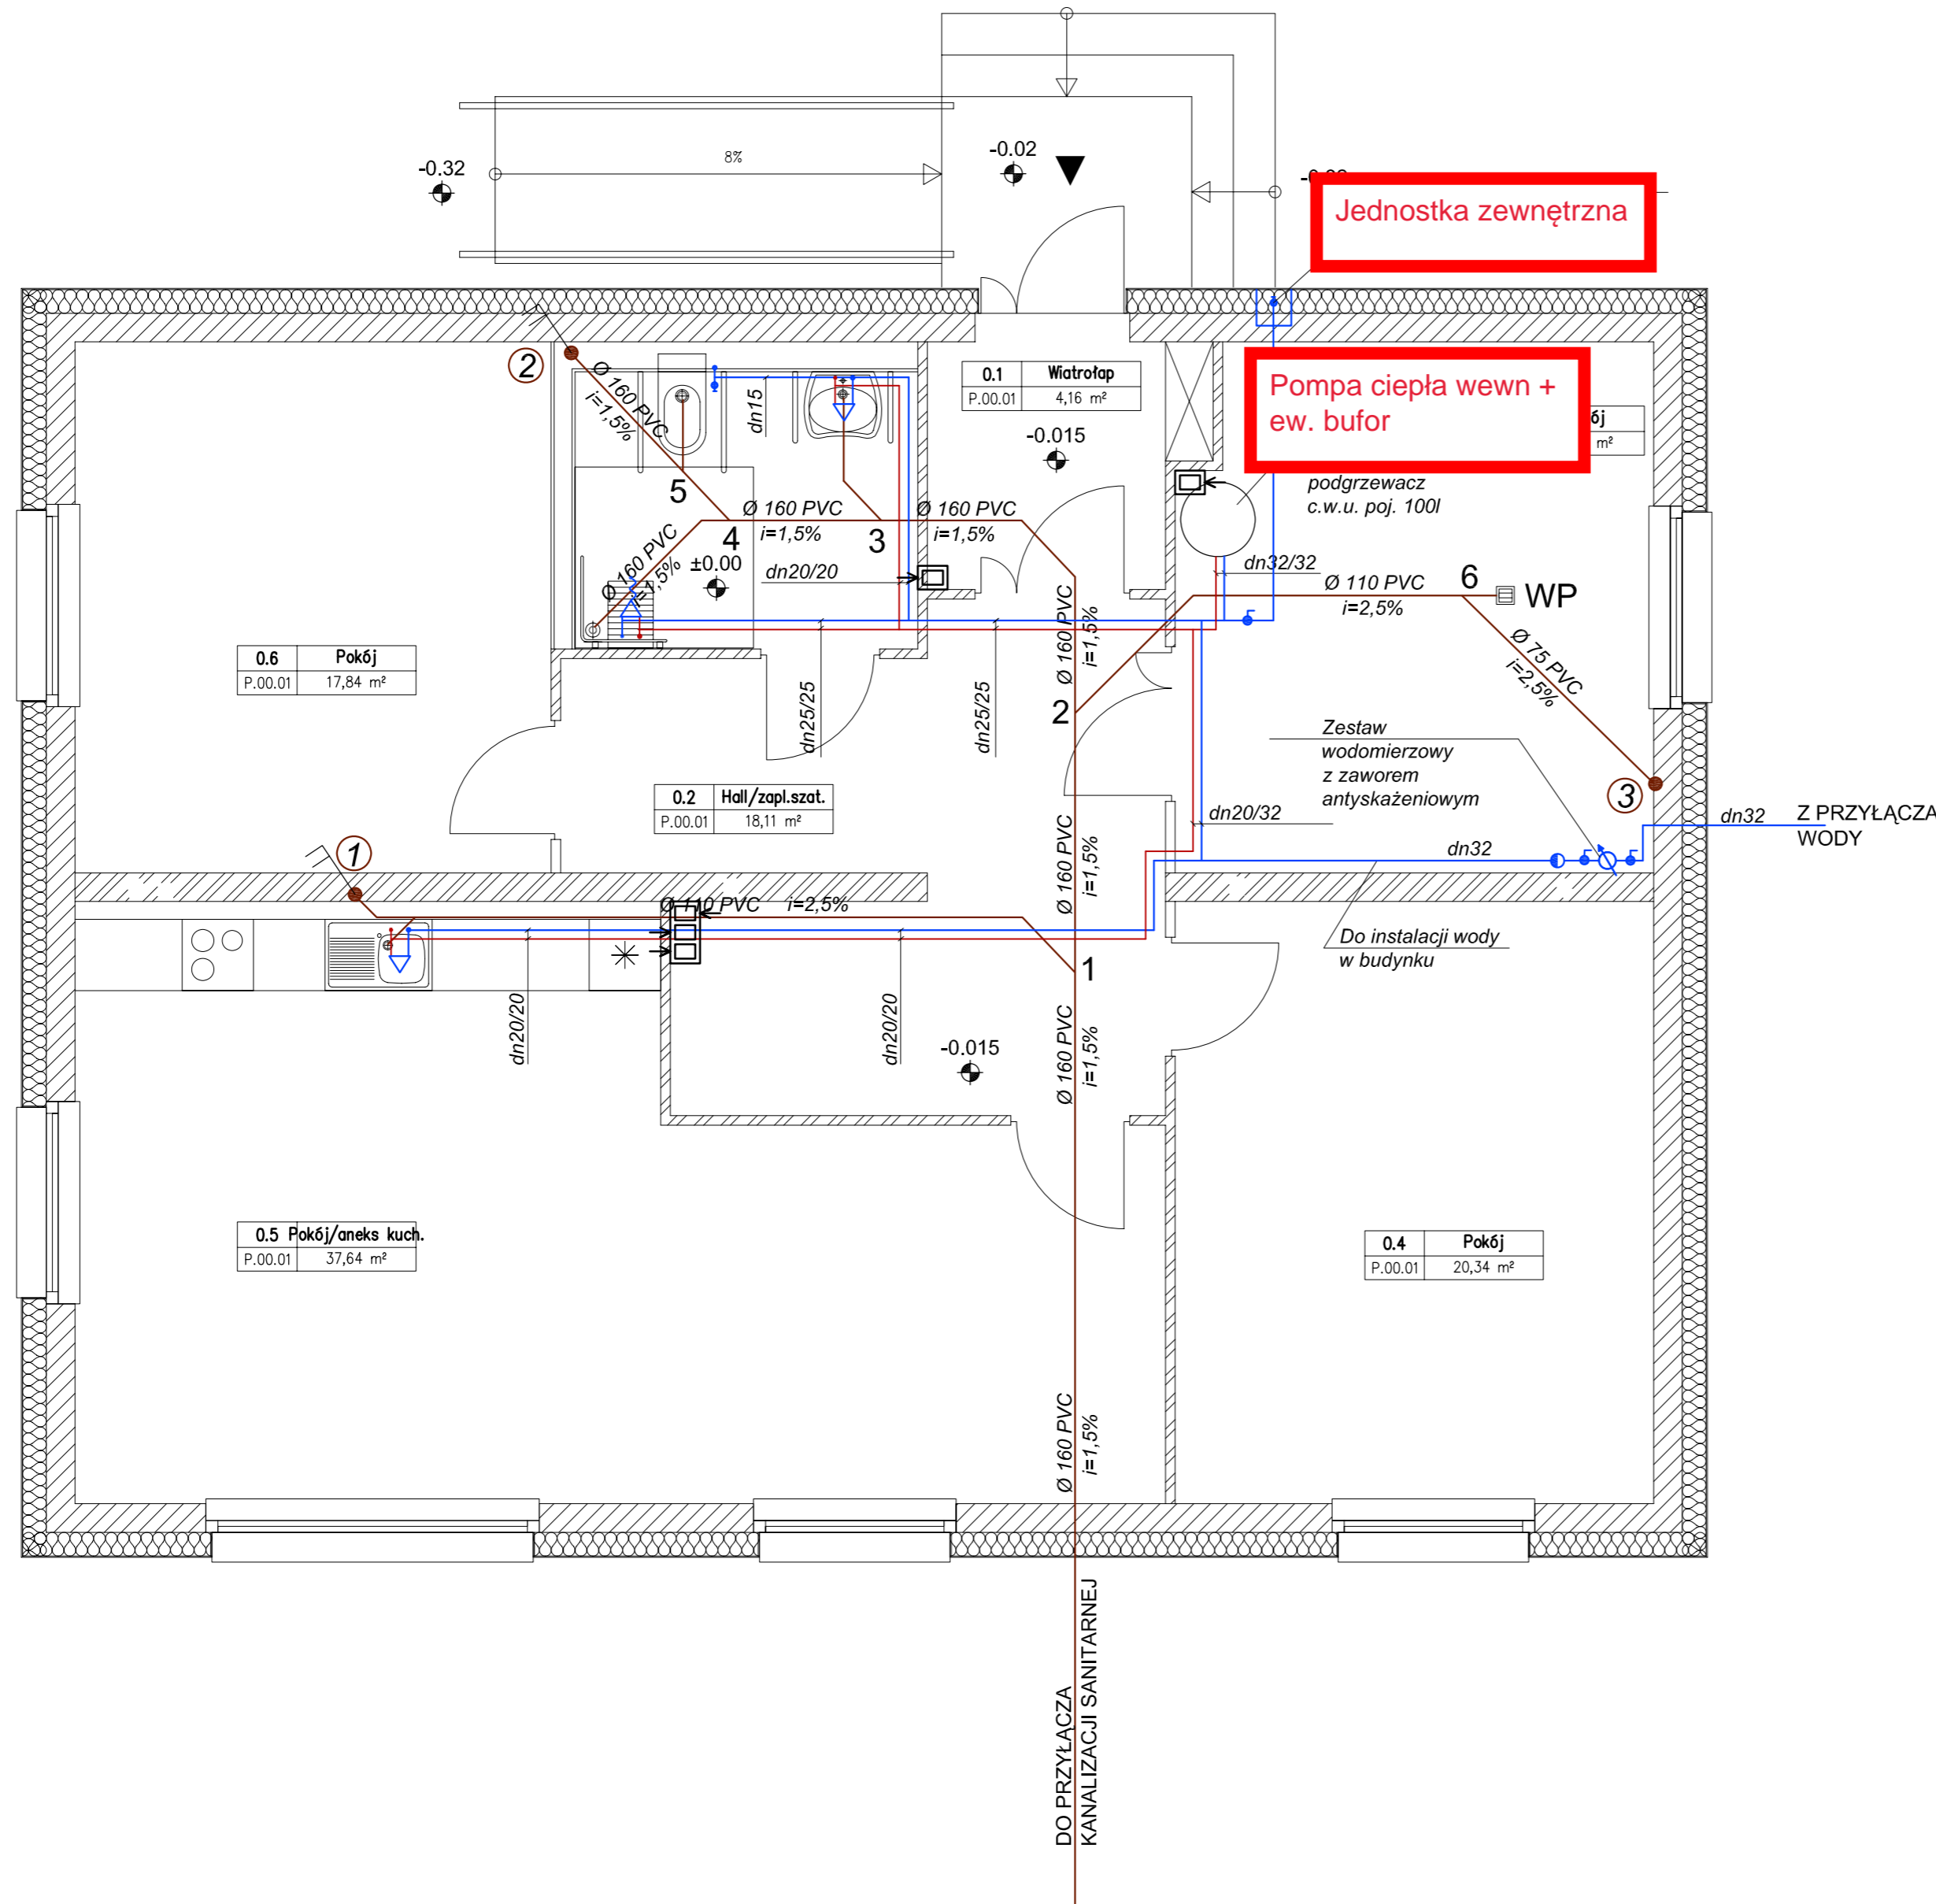 8%
-0.32
-0.02
Jednostka zewnętrzna
Pompa ciepła wewn +
ew. bufor
ój
m²
podgrzewacz
c.w.u. poj. 100l
0.1 Wiatrołap
P.00.01 4,16 m²
-0.015
2
Ø 160 PVC
i=1,5%
dn15
5
4
Ø 160 PVC
i=1,5%
3
Ø 160 PVC
i=1,5%
Ø 160 PVC
i=1,5%
±0.00
dn20/20
dn32/32
Ø 110 PVC
i=2,5%
6
WP
Ø 75 PVC
i=2,5%
Ø 160 PVC
i=1,5%
2
0.6 Pokój
P.00.01 17,84 m²
dn25/25
dn25/25
Zestaw
wodomierzowy
z zaworem
antyskażeniowym
3
0.2 Hall/zapl.szat.
P.00.01 18,11 m²
dn20/32
dn32
dn32
Z PRZYŁĄCZA
WODY
1
Ø 160 PVC
i=1,5%
Ø 110 PVC i=2,5%
Do instalacji wody
w budynku
1
dn20/20
dn20/20
-0.015
Ø 160 PVC
i=1,5%
0.5 Pokój/aneks kuch.
P.00.01 37,64 m²
0.4 Pokój
P.00.01 20,34 m²
Ø 160 PVC
i=1,5%
DO PRZYŁĄCZA
KANALIZACJI SANITARNEJ